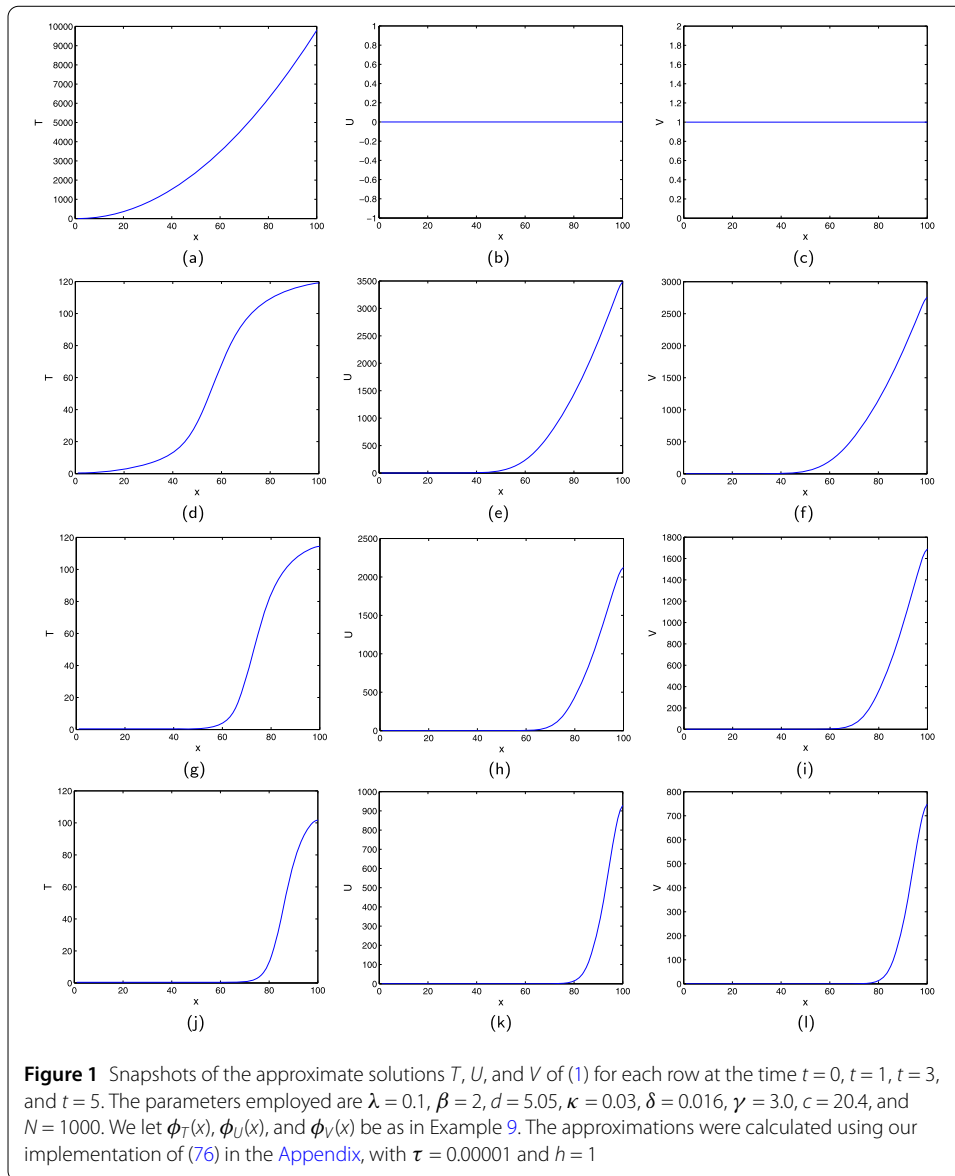 10000
9000
8000
7000
6000
5000
4000
3000
2000
1000
0
T
0 20 40 60 80 100
x
(a)
1
0.8
0.6
0.4
0.2
0
−0.2
−0.4
−0.6
−0.8
−1
U
0 20 40 60 80 100
x
(b)
2
1.8
1.6
1.4
1.2
1
0.8
0.6
0.4
0.2
0
V
0 20 40 60 80 100
x
(c)
120
100
80
60
40
20
0
T
0 20 40 60 80 100
x
(d)
3500
3000
2500
2000
1500
1000
500
0
U
0 20 40 60 80 100
x
(e)
3000
2500
2000
1500
1000
500
0
V
0 20 40 60 80 100
x
(f)
120
100
80
60
40
20
0
T
0 20 40 60 80 100
x
(g)
2500
2000
1500
1000
500
0
U
0 20 40 60 80 100
x
(h)
1800
1600
1400
1200
1000
800
600
400
200
0
V
0 20 40 60 80 100
x
(i)
120
100
80
60
40
20
0
T
0 20 40 60 80 100
x
(j)
1000
900
800
700
600
500
400
300
200
100
0
U
0 20 40 60 80 100
x
(k)
800
700
600
500
400
300
200
100
0
V
0 20 40 60 80 100
x
(l)
Figure 1 Snapshots of the approximate solutions T, U, and V of (1) for each row at the time t = 0, t = 1, t = 3,
and t = 5. The parameters employed are λ = 0.1, β = 2, d = 5.05, κ = 0.03, δ = 0.016, γ = 3.0, c = 20.4, and
N = 1000. We let ϕT(x), ϕU(x), and ϕV(x) be as in Example 9. The approximations were calculated using our
implementation of (76) in the Appendix, with τ = 0.00001 and h = 1